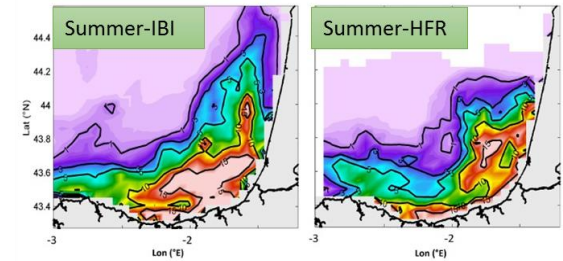 Summer-IBI
Summer-HFR
44.4
44.2
44
43.8
43.6
43.4
Lat (°N)
-3
-2
Lon (°E)
-3
-2
Lon (°E)